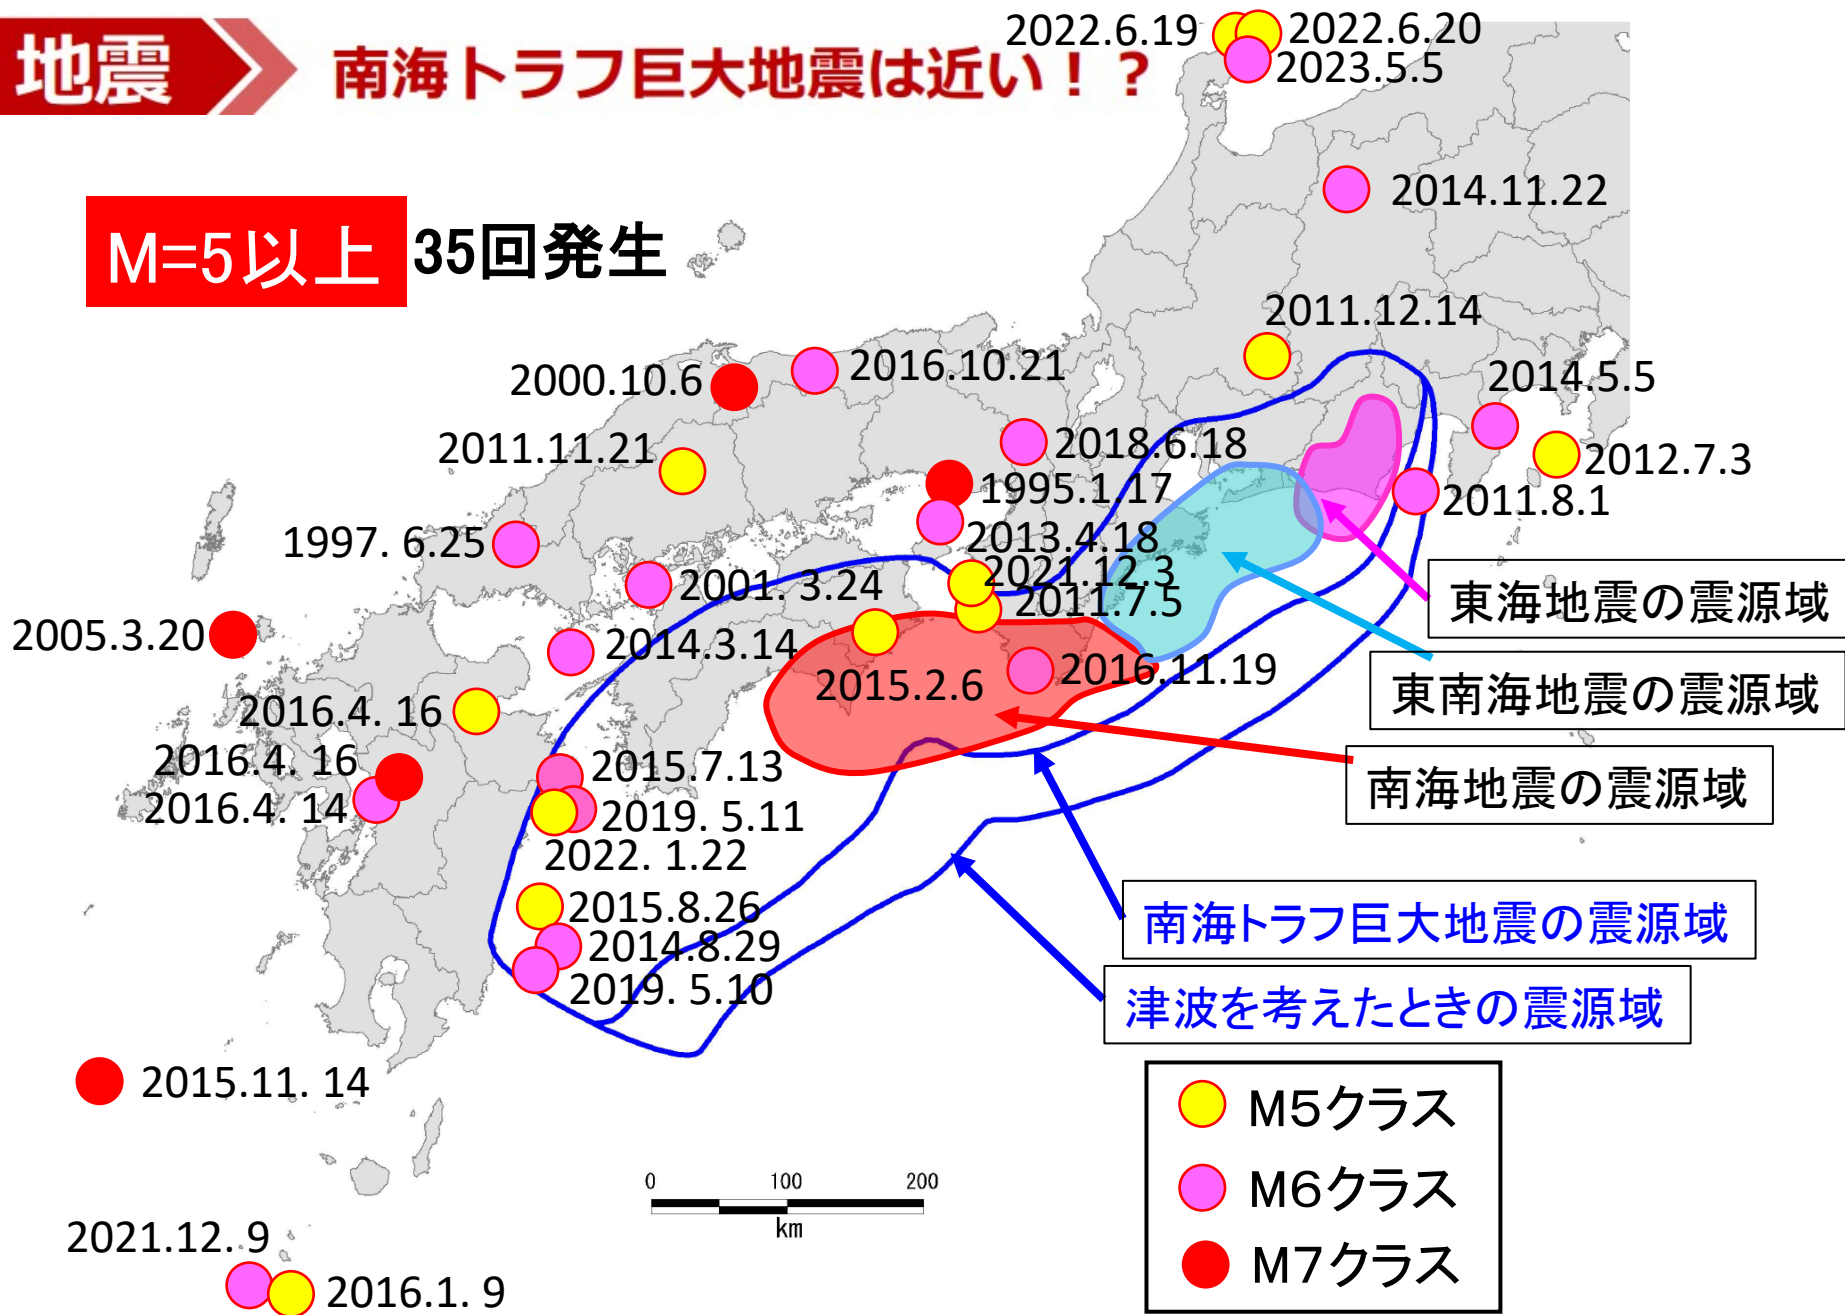 地震
南海トラフ巨大地震は近い！？
2022.6.19
2022.6.20
2023.5.5
2014.11.22
M=5以上 35回発生
2011.12.14
2000.10.6
2016.10.21
2014.5.5
2011.11.21
2018.6.18
2012.7.3
1995.1.17
2011.8.1
1997. 6.25
2013.4.18
2021.12.3
2001. 3.24
2011.7.5
東海地震の震源域
2005.3.20
2014.3.14
2016.11.19
2015.2.6
東南海地震の震源域
2016.4. 16
2016.4. 16
2015.7.13
南海地震の震源域
2016.4. 14
2019. 5.11
2022. 1.22
2015.8.26
南海トラフ巨大地震の震源域
2014.8.29
2019. 5.10
津波を考えたときの震源域
2015.11. 14
M5クラス
M6クラス
M7クラス
0 100 200
km
2021.12. 9
2016.1. 9